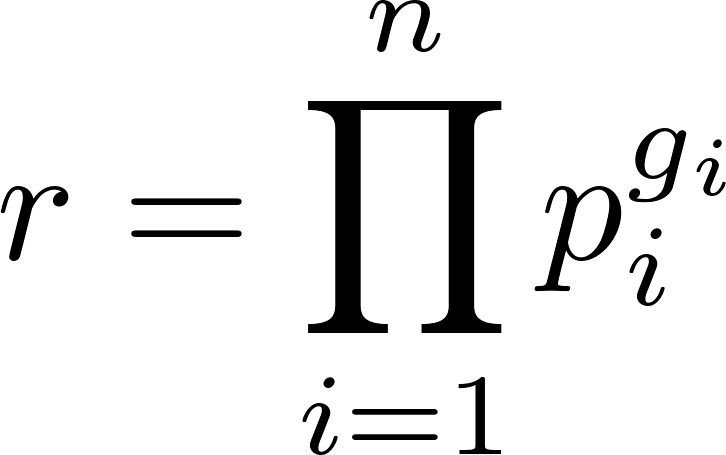 r = \prod_{i=1}^{n} p_i^{g_i}